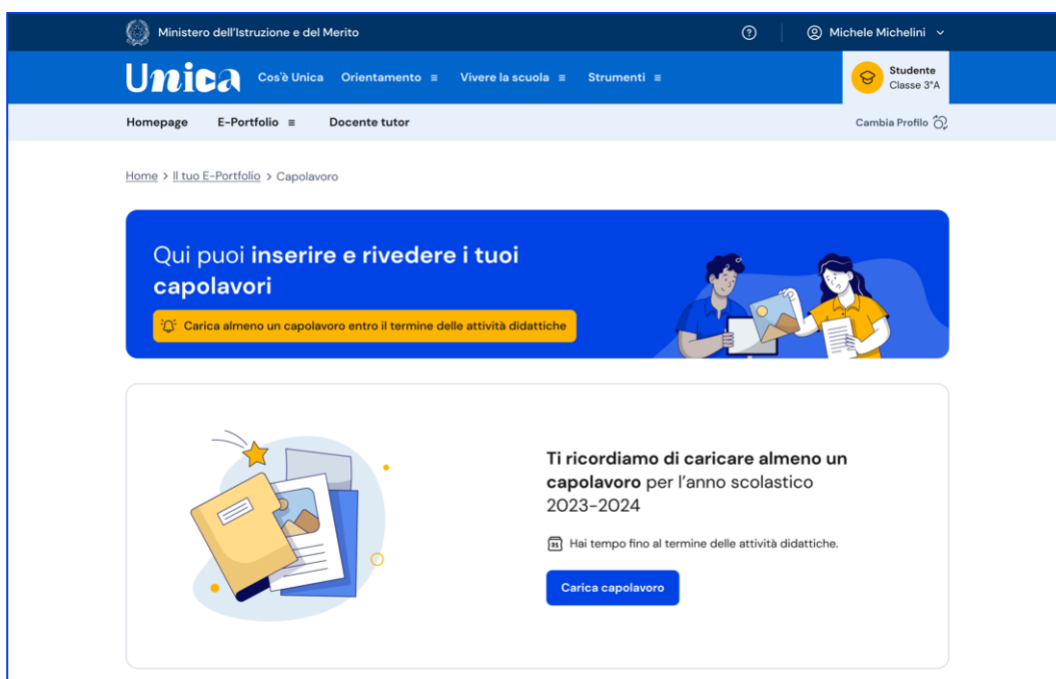 Ministero dell'Istruzione e del Merito
Michele Michelini
Unica
Cos'è Unica Orientamento Vivere la scuola Strumenti
Studente
Classe 3°A
Homepage E-Portfolio Docente tutor
Cambia Profilo
Home > Il tuo E-Portfolio > Capolavoro
Qui puoi inserire e rivedere i tuoi
capolavori
Carica almeno un capolavoro entro il termine delle attività didattiche
Ti ricordiamo di caricare almeno un
capolavoro per l'anno scolastico
2023-2024
Hai tempo fino al termine delle attività didattiche.
Carica capolavoro